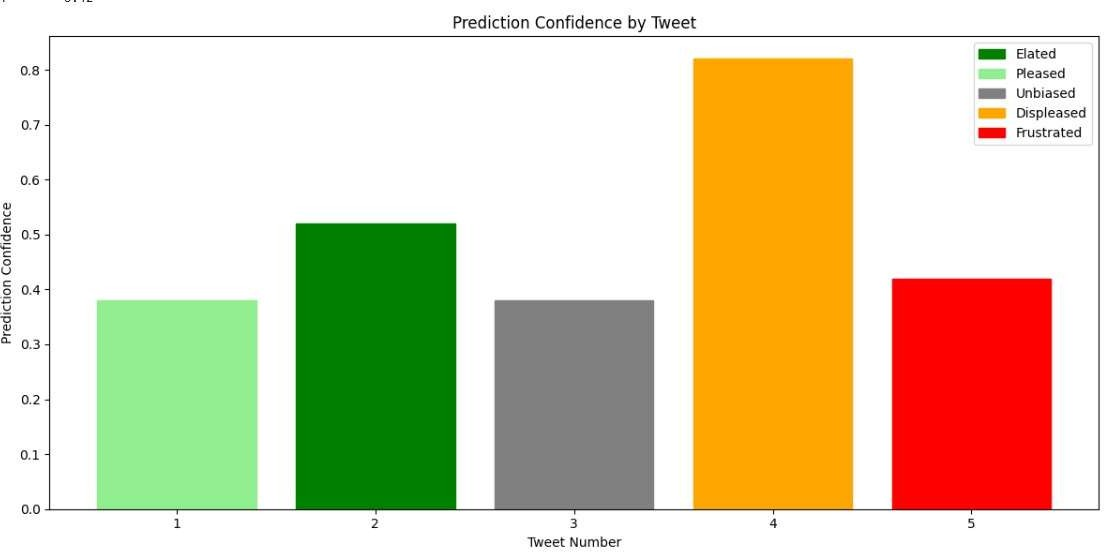 Prediction Confidence by Tweet
Elated
Pleased
Unbiased
Displeased
Frustrated
Prediction Confidence
0.8
0.7
0.6
0.5
0.4
0.3
0.2
0.1
0.0
1 2 3 4 5
Tweet Number